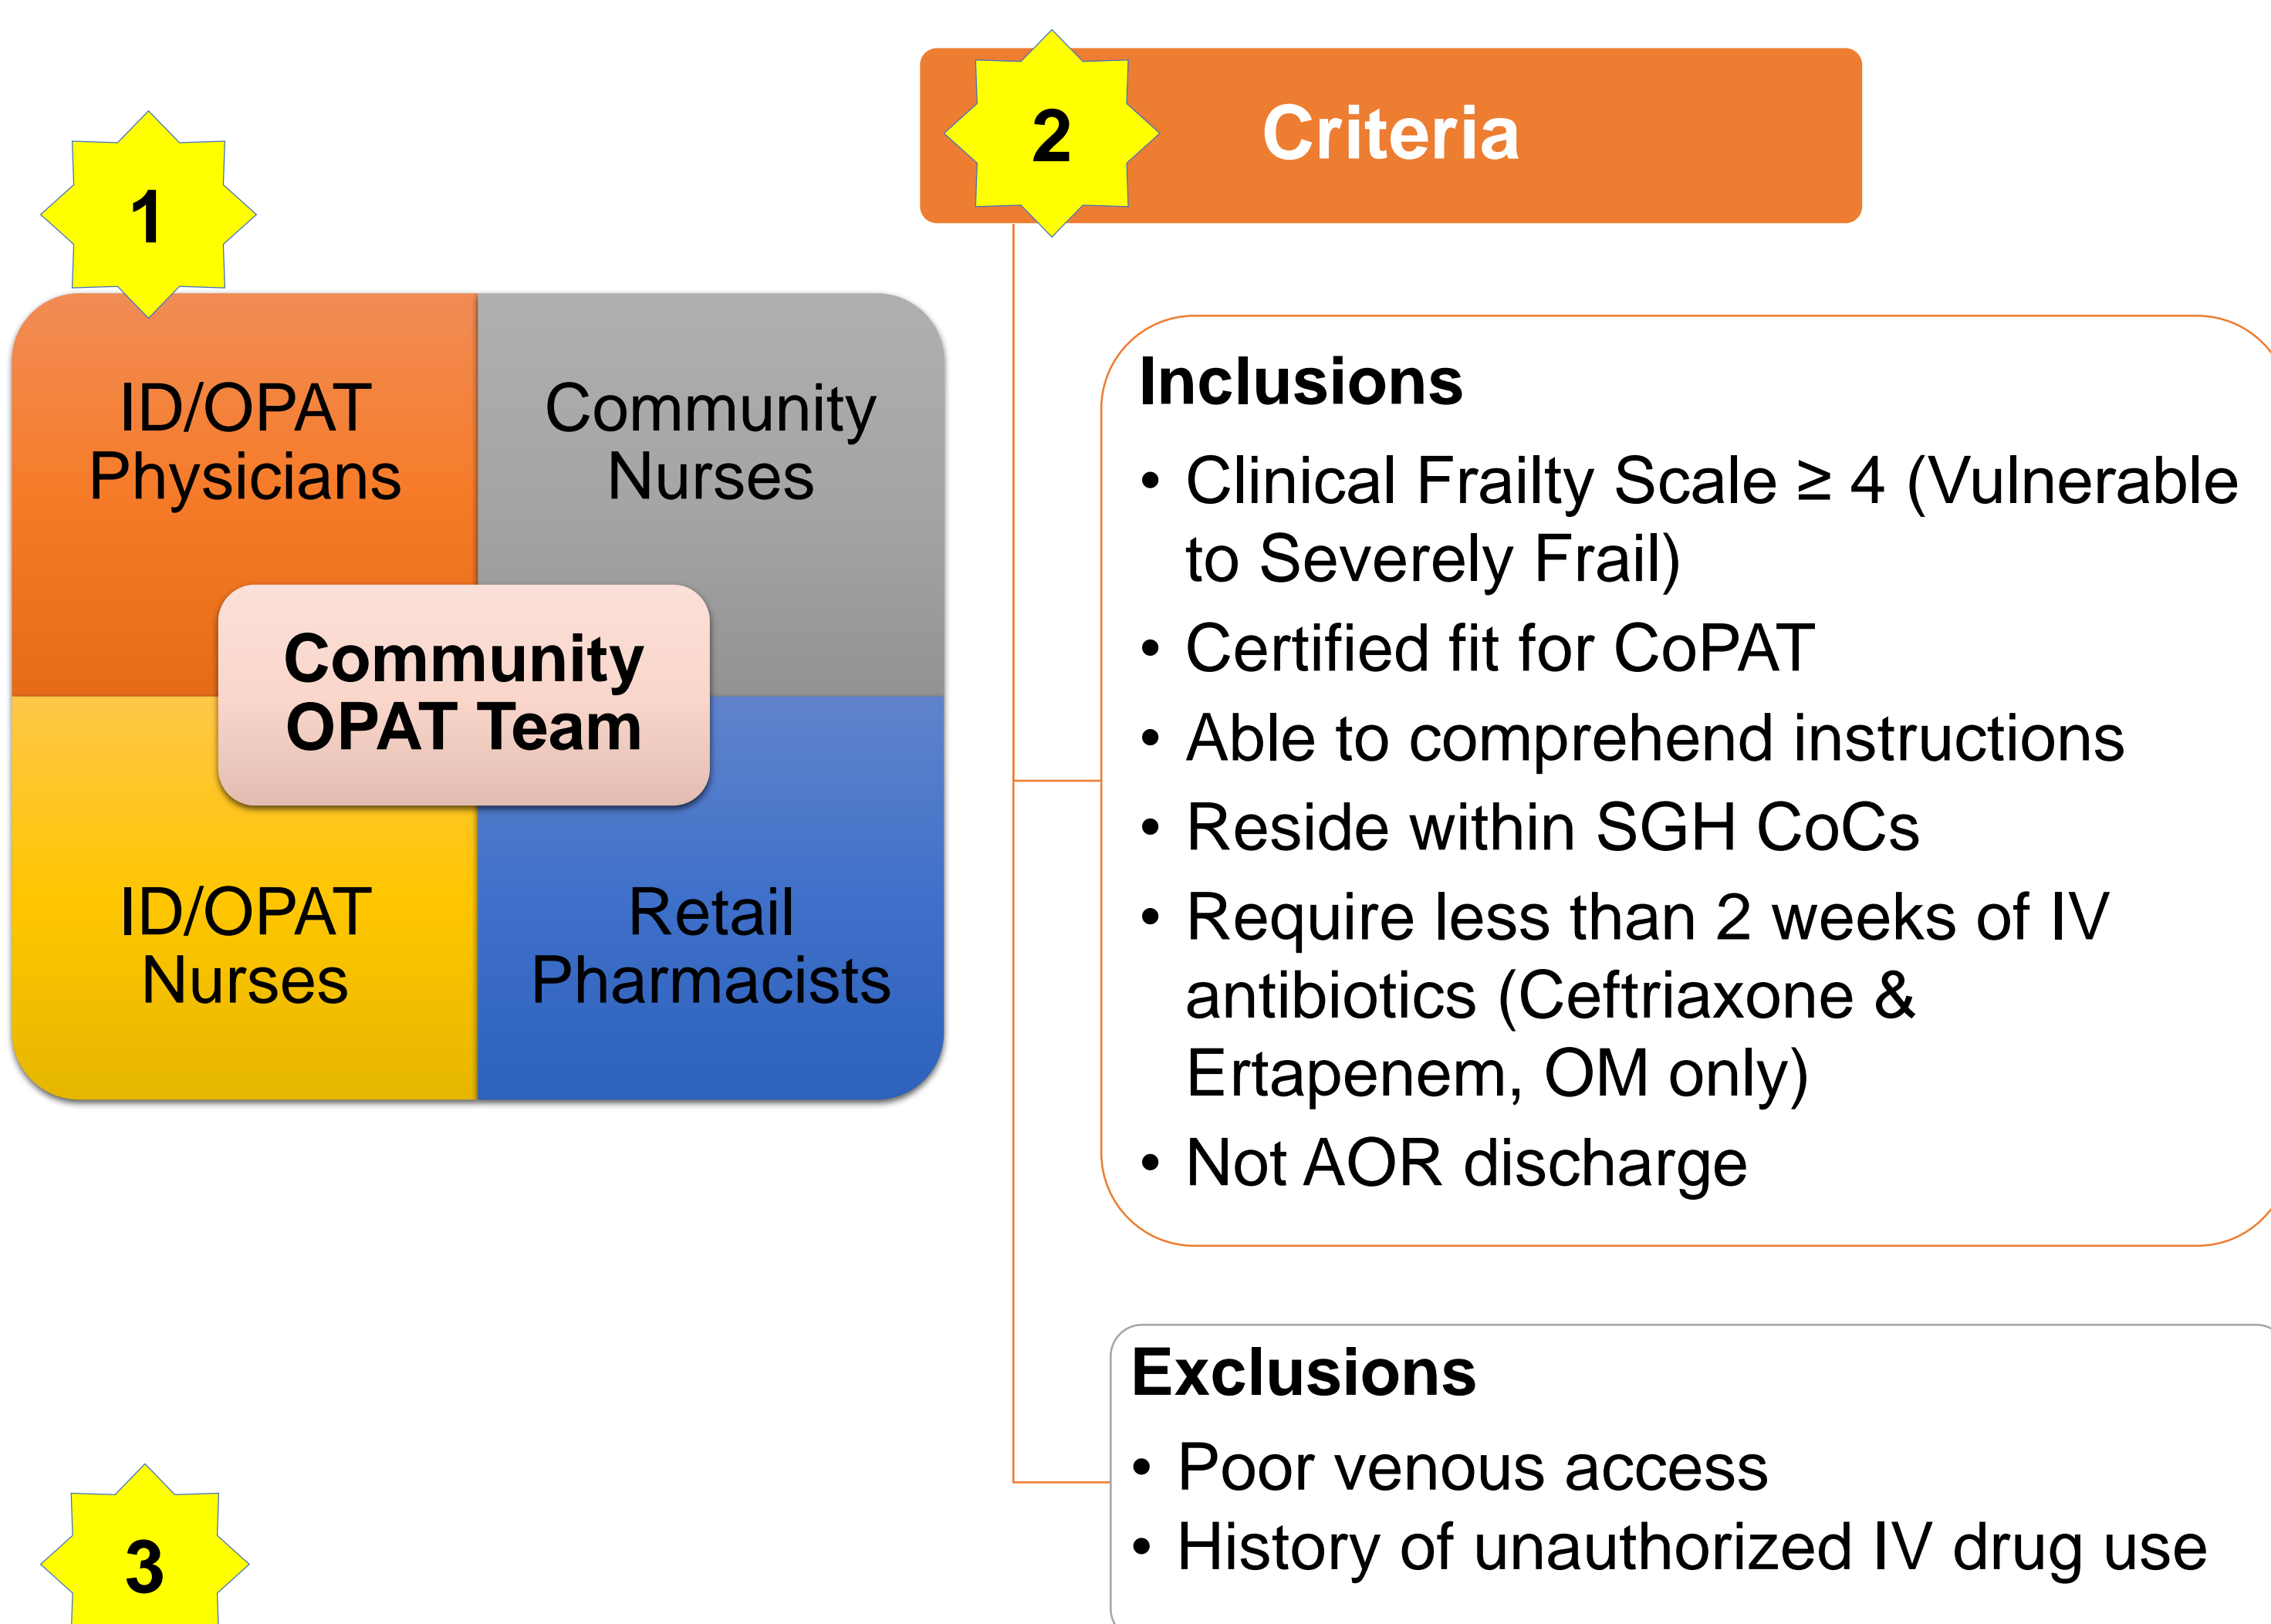 1
ID/OPAT
Physicians
Community
Nurses
Community
OPAT Team
ID/OPAT
Nurses
Retail
Pharmacists
2
Criteria
Inclusions
• Clinical Frailty Scale ≥ 4 (Vulnerable
to Severely Frail)
• Certified fit for CoPAT
• Able to comprehend instructions
• Reside within SGH CoCs
• Require less than 2 weeks of IV
antibiotics (Ceftriaxone &
Ertapenem, OM only)
• Not AOR discharge
Exclusions
• Poor venous access
• History of unauthorized IV drug use
3